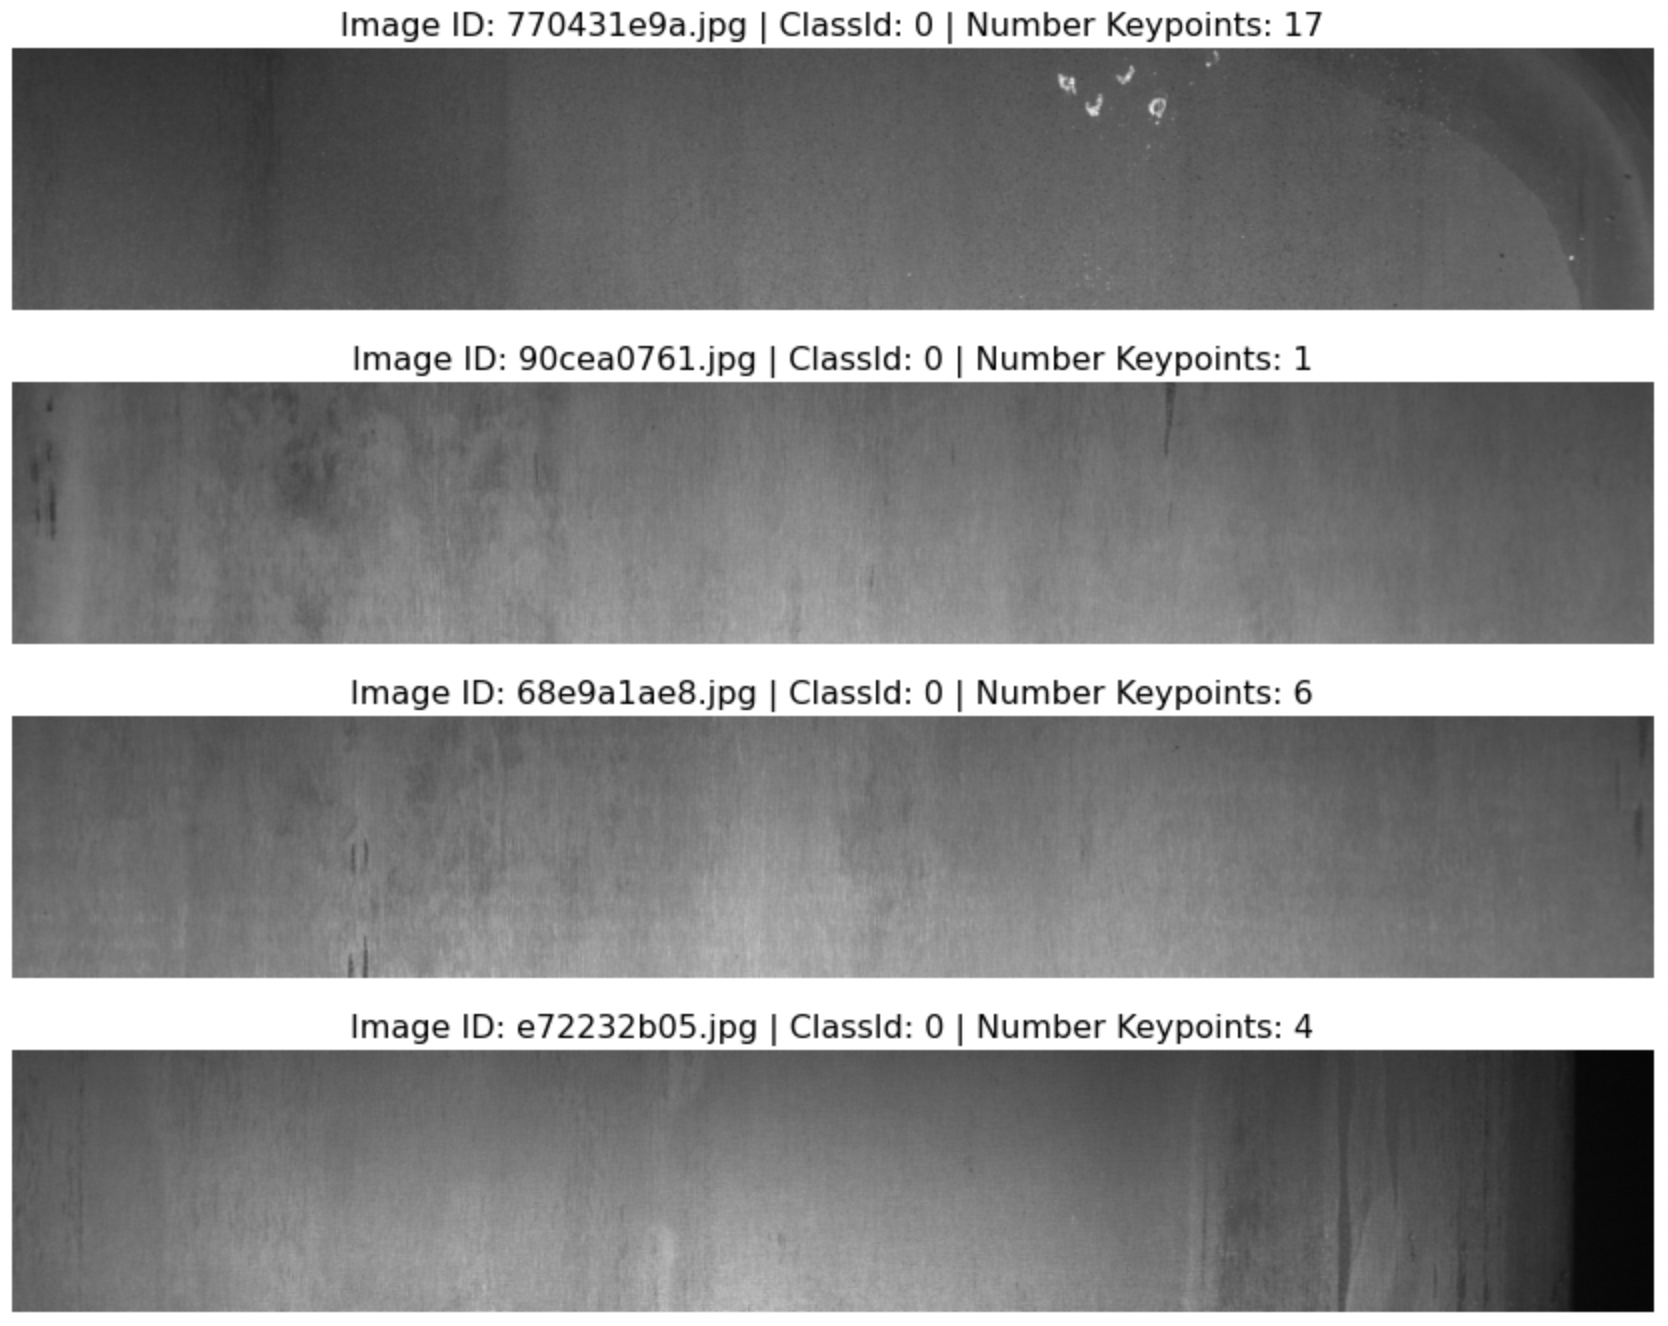 Image ID: 770431e9a.jpg | ClassId: 0 | Number Keypoints: 17
Image ID: 90cea0761.jpg | ClassId: 0 | Number Keypoints: 1
Image ID: 68e9a1ae8.jpg | ClassId: 0 | Number Keypoints: 6
Image ID: e72232b05.jpg | ClassId: 0 | Number Keypoints: 4